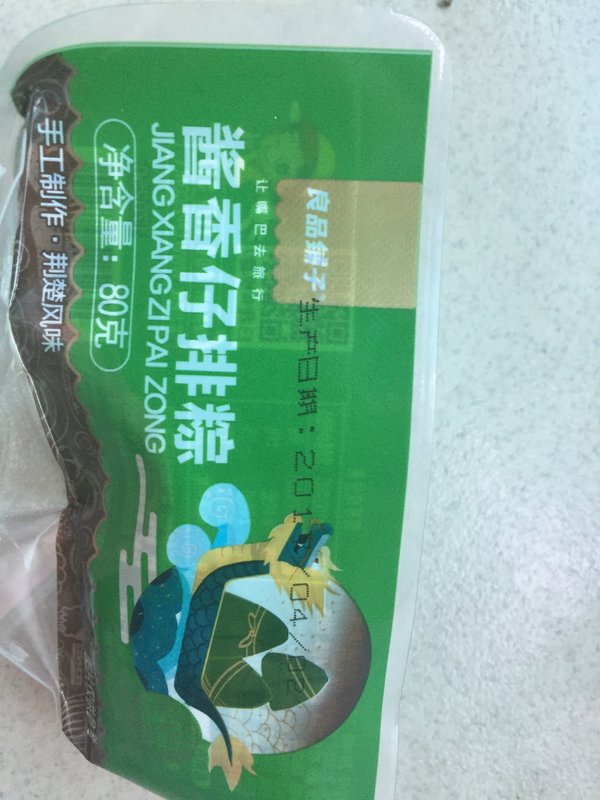 良品铺子
让嘴巴去旅行
酱香仔排粽
JIANG XIANG ZI PAI ZONG
净含量：80克
手工制作·荆楚风味
生产日期：201 /04/